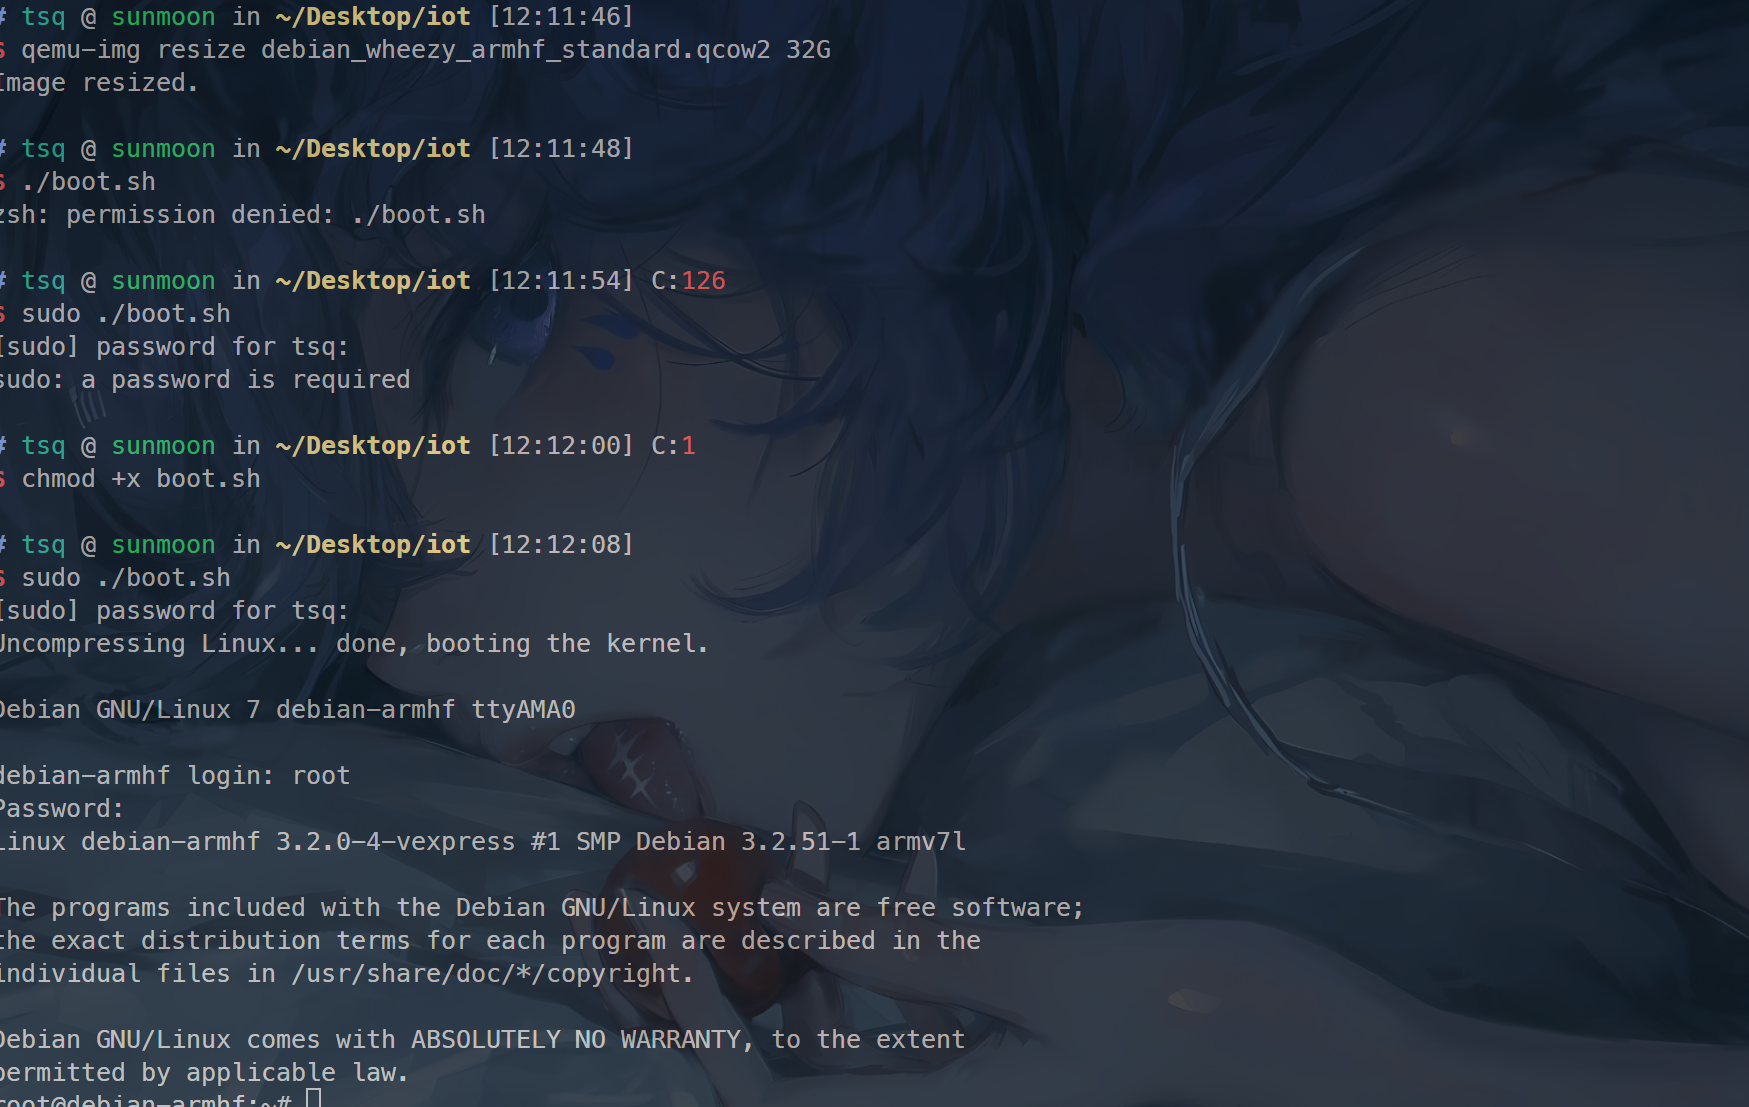 # tsq @ sunmoon in ~/Desktop/iot [12:11:46]
$ qemu-img resize debian_wheezy_armhf_standard.qcow2 32G
Image resized.
# tsq @ sunmoon in ~/Desktop/iot [12:11:48]
$ ./boot.sh
zsh: permission denied: ./boot.sh
# tsq @ sunmoon in ~/Desktop/iot [12:11:54] C:126
$ sudo ./boot.sh
[sudo] password for tsq:
sudo: a password is required
# tsq @ sunmoon in ~/Desktop/iot [12:12:00] C:1
$ chmod +x boot.sh
# tsq @ sunmoon in ~/Desktop/iot [12:12:08]
$ sudo ./boot.sh
[sudo] password for tsq:
Uncompressing Linux... done, booting the kernel.
Debian GNU/Linux 7 debian-armhf ttyAMA0
debian-armhf login: root
Password:
Linux debian-armhf 3.2.0-4-vexpress #1 SMP Debian 3.2.51-1 armv7l
The programs included with the Debian GNU/Linux system are free software;
the exact distribution terms for each program are described in the
individual files in /usr/share/doc/*/copyright.
Debian GNU/Linux comes with ABSOLUTELY NO WARRANTY, to the extent
permitted by applicable law.
root@debian-armhf:~#